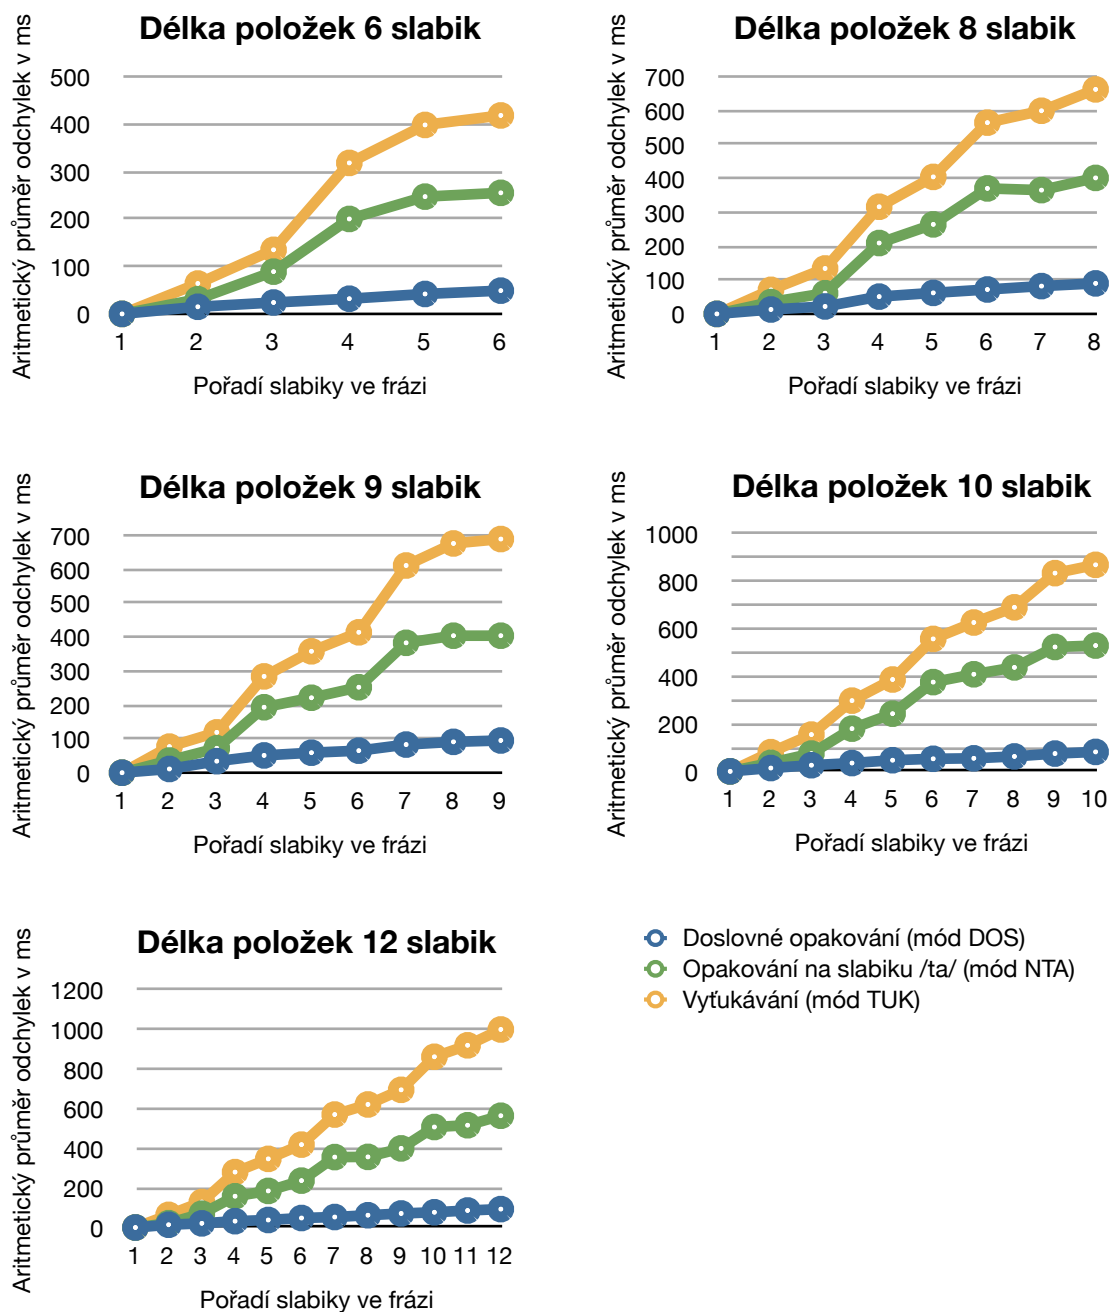 Délka položek 6 slabik
Aritmetický průměr odchylek v ms
500
400
300
200
100
0
1 2 3 4 5 6
Pořadí slabiky ve frázi
Délka položek 8 slabik
Aritmetický průměr odchylek v ms
700
600
500
400
300
200
100
0
1 2 3 4 5 6 7 8
Pořadí slabiky ve frázi
Délka položek 9 slabik
Aritmetický průměr odchylek v ms
700
600
500
400
300
200
100
0
1 2 3 4 5 6 7 8 9
Pořadí slabiky ve frázi
Délka položek 10 slabik
Aritmetický průměr odchylek v ms
1000
800
600
400
200
0
1 2 3 4 5 6 7 8 9 10
Pořadí slabiky ve frázi
Délka položek 12 slabik
Aritmetický průměr odchylek v ms
1200
1000
800
600
400
200
0
1 2 3 4 5 6 7 8 9 10 11 12
Pořadí slabiky ve frázi
Doslovné opakování (mód DOS)
Opakování na slabiku /ta/ (mód NTA)
Vyťukávání (mód TUK)